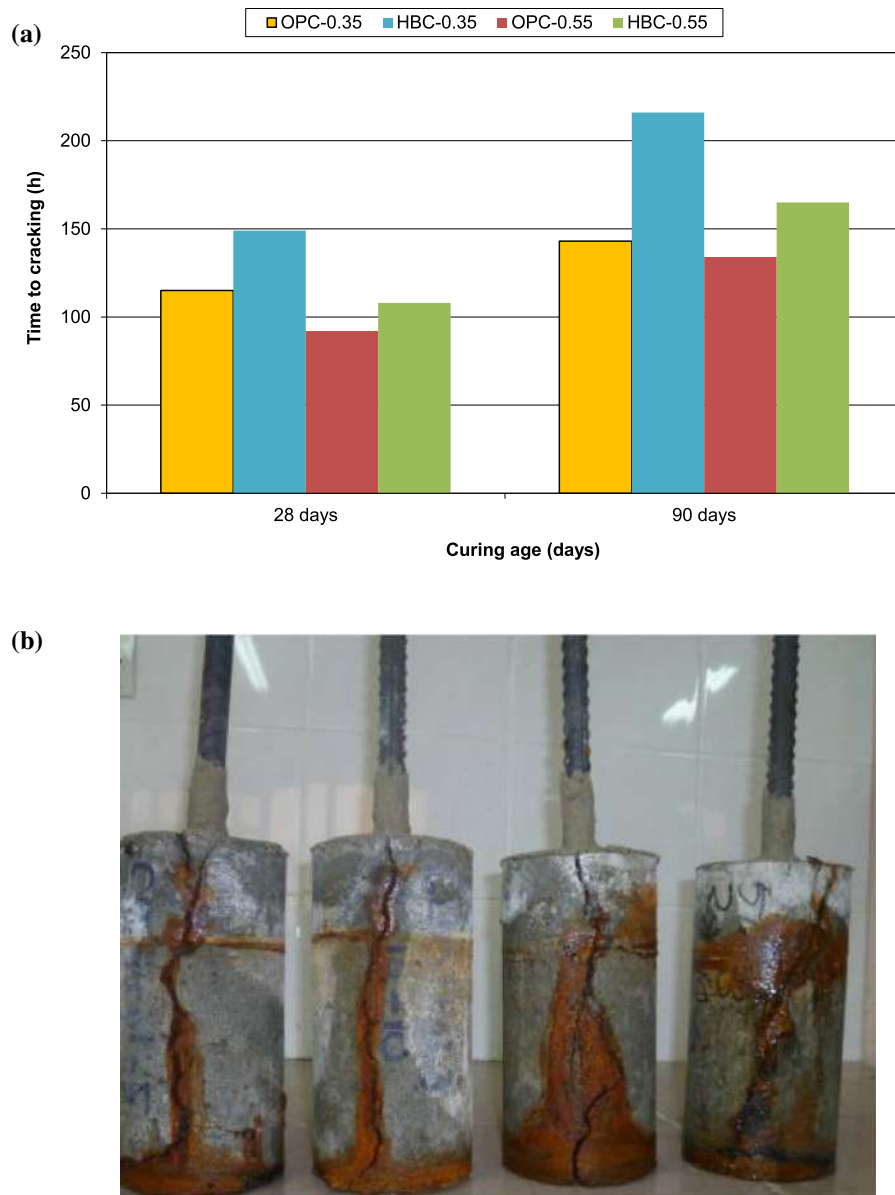 OPC-0.35 HBC-0.35 OPC-0.55 HBC-0.55
(a)
250
200
150
100
50
0
Time to cracking (h)
28 days 90 days
Curing age (days)
(b)